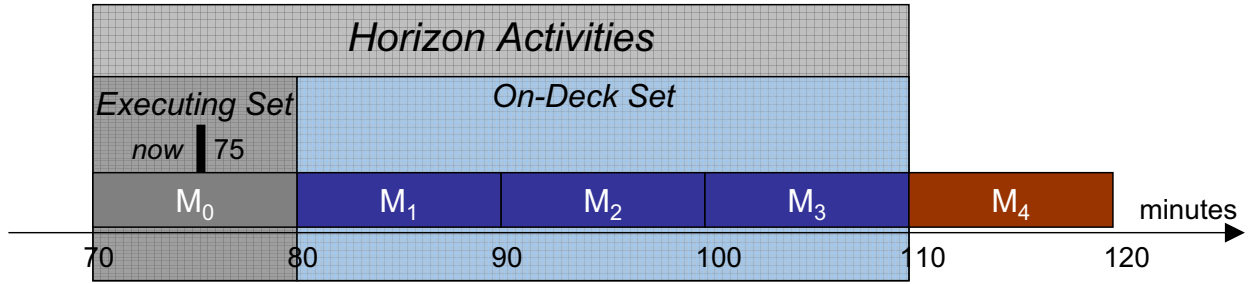 Horizon Activities
Executing Set
On-Deck Set
now 75
M₀ M₁ M₂ M₃ M₄
minutes
70 80 90 100 110 120